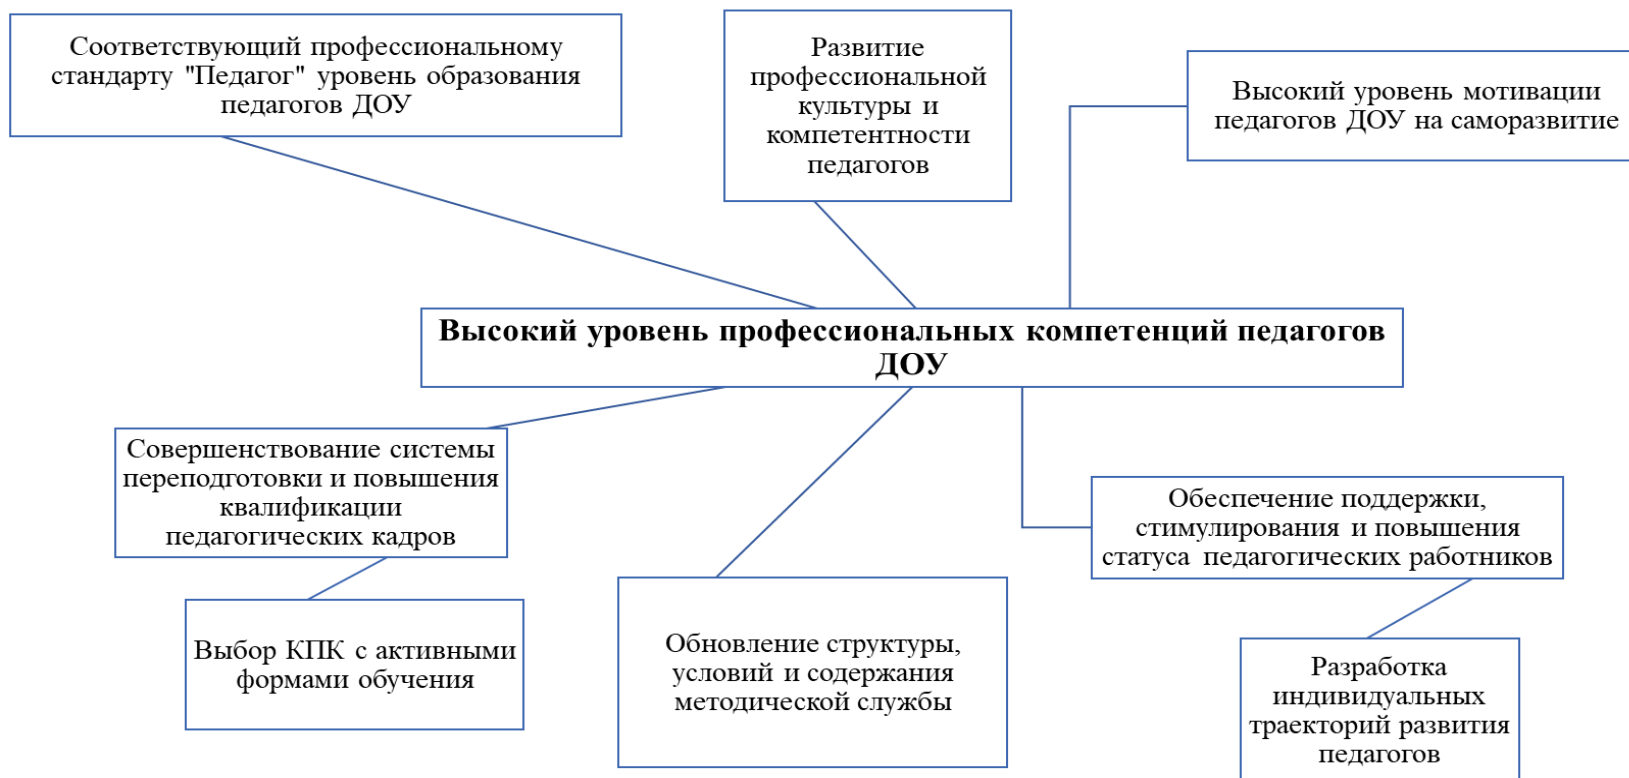 Соответствующий профессиональному
стандарту "Педагог" уровень образования
педагогов ДОУ
Развитие
профессиональной
культуры и
компетентности
педагогов
Высокий уровень мотивации
педагогов ДОУ на саморазвитие
Высокий уровень профессиональных компетенций педагогов
ДОУ
Совершенствование системы
переподготовки и повышения
квалификации
педагогических кадров
Обеспечение поддержки,
стимулирования и повышения
статуса педагогических работников
Выбор КПК с активными
формами обучения
Обновление структуры,
условий и содержания
методической службы
Разработка
индивидуальных
траекторий развития
педагогов